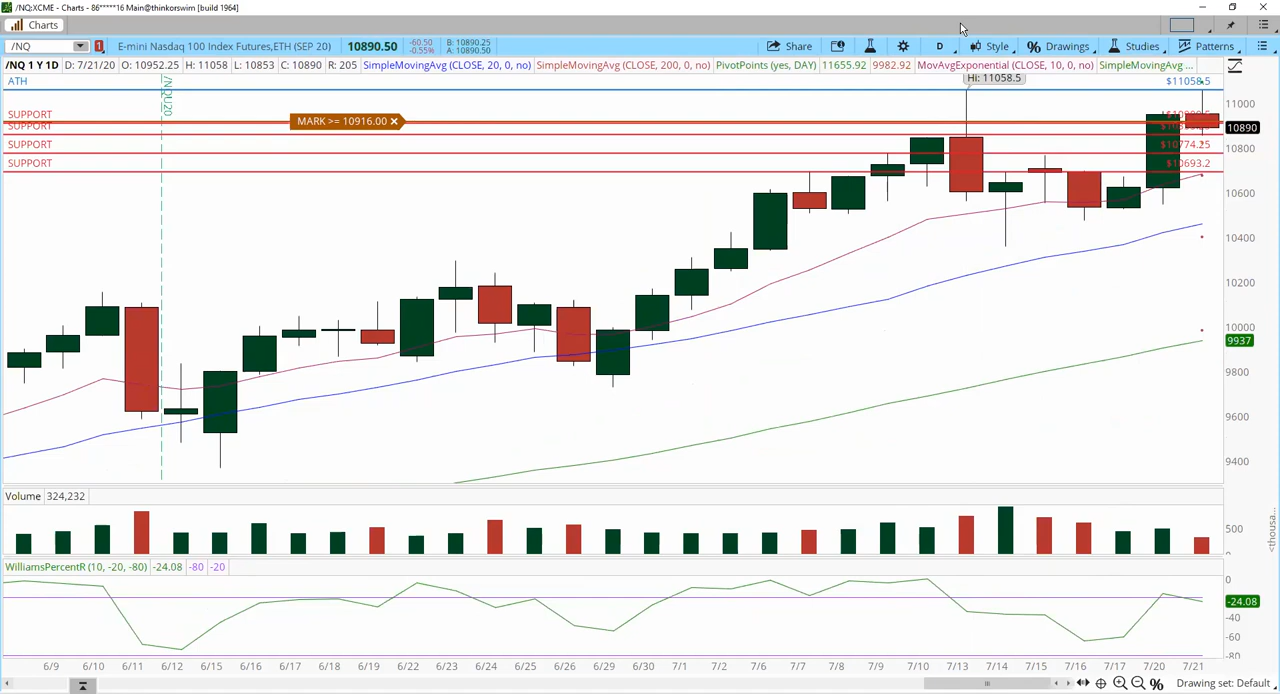 /NQ:XCME - Charts - 86*****16 Main@thinkorswim [build 1964]
Charts
/NQ
1
E-mini Nasdaq 100 Index Futures,ETH (SEP 20)
10890.50
-60.50
-0.55%
B: 10890.25
A: 10890.50
Share
D
Style
Drawings
Studies
Patterns
/NQ 1 Y 1D
D: 7/21/20
O: 10952.25
H: 11058
L: 10853
C: 10890
R: 205
SimpleMovingAvg (CLOSE, 20, 0, no)
SimpleMovingAvg (CLOSE, 200, 0, no)
PivotPoints (yes, DAY)
11655.92
9982.92
MovAvgExponential (CLOSE, 10, 0, no)
SimpleMovingAvg ...
ATH
/NQU20
Hi: 11058.5
$11058.5
SUPPORT
MARK >= 10916.00
SUPPORT
SUPPORT
$10774.25
SUPPORT
$10693.2
11000
10890
10800
10600
10400
10200
10000
9937
9800
9600
9400
Volume
324,232
500
0
<thousa...
WilliamsPercentR (10, -20, -80)
-24.08
-80
-20
0
-24.08
-40
-60
-80
6/9
6/10
6/11
6/12
6/15
6/16
6/17
6/18
6/19
6/22
6/23
6/24
6/25
6/26
6/29
6/30
7/1
7/2
7/6
7/7
7/8
7/9
7/10
7/13
7/14
7/15
7/16
7/17
7/20
7/21
Drawing set: Default